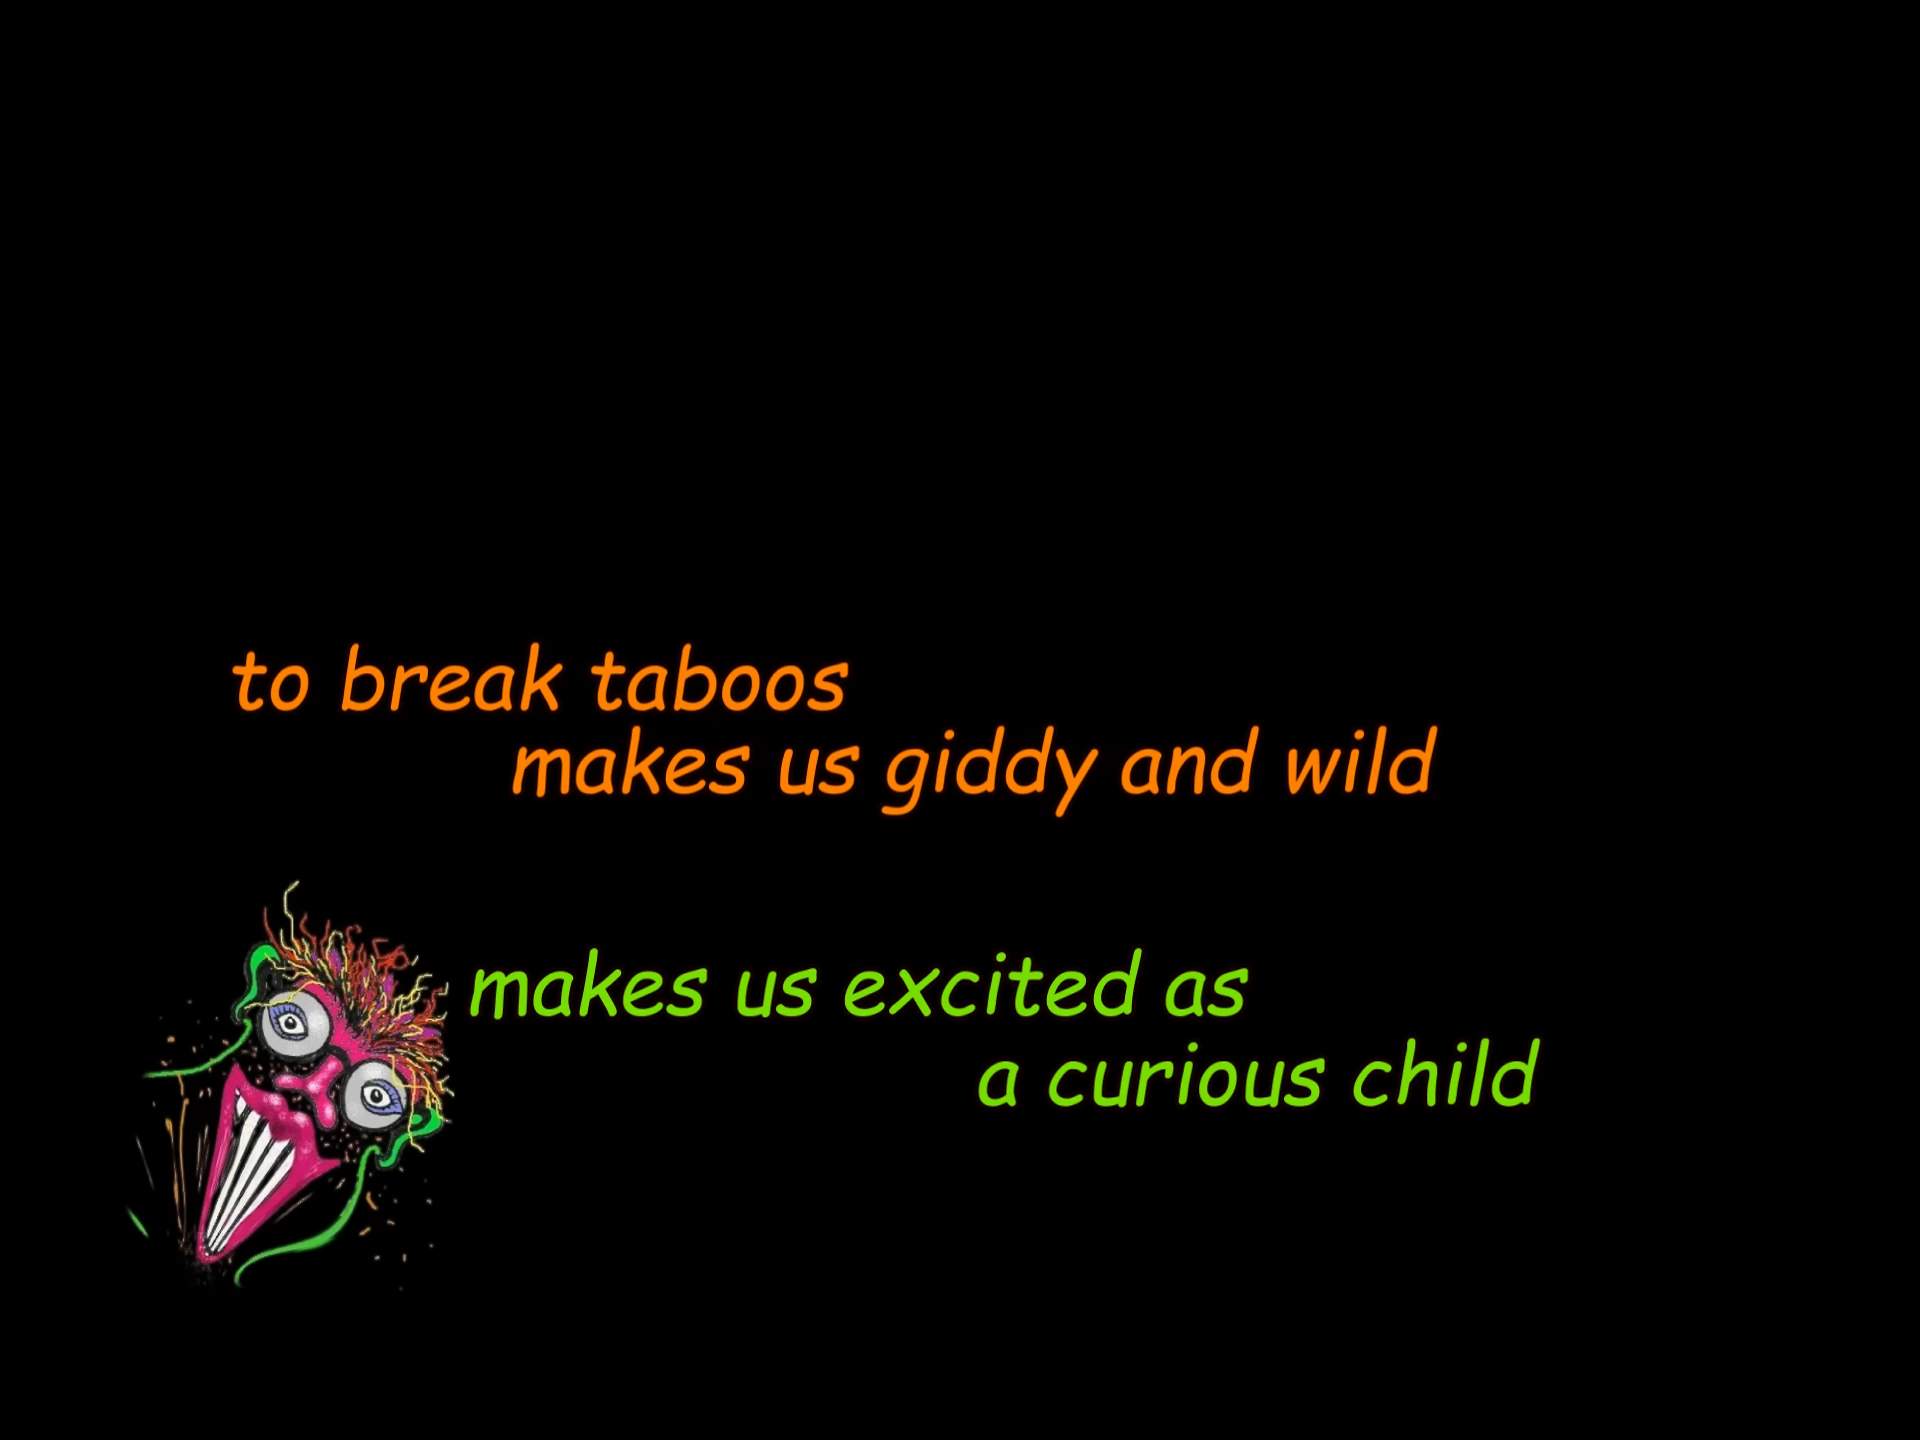 to break taboos
makes us giddy and wild
makes us excited as
a curious child